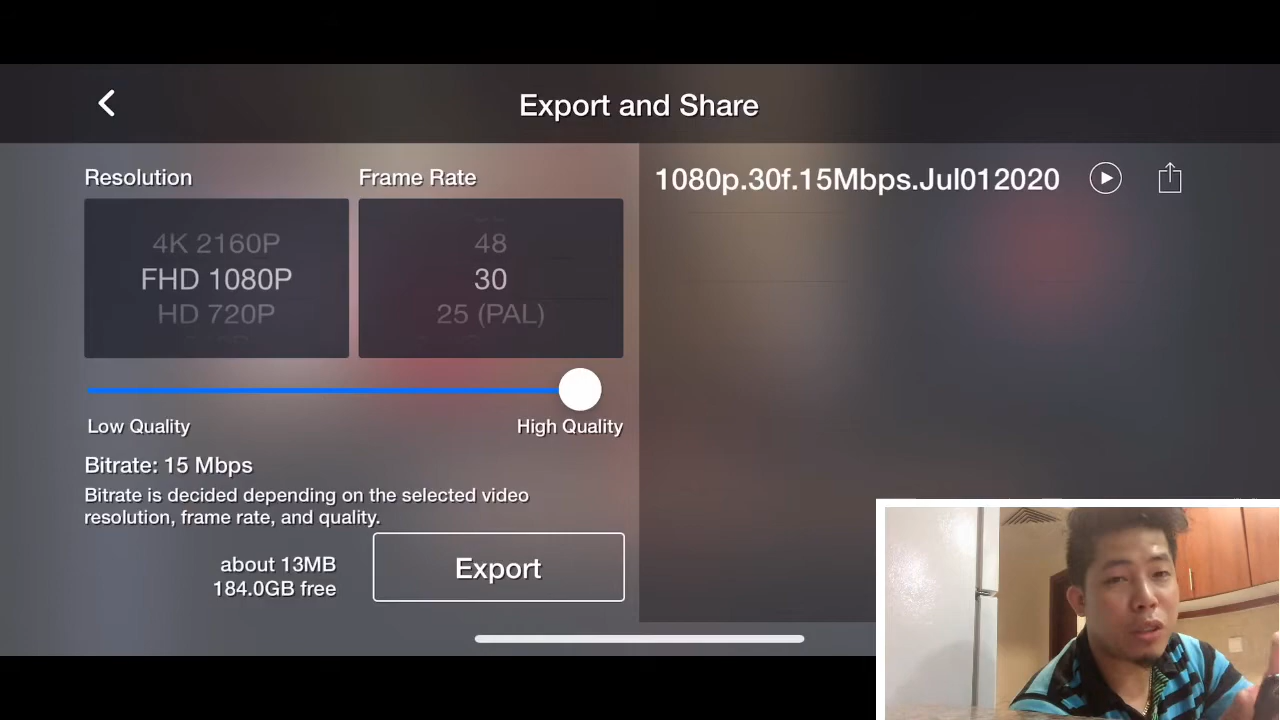 Export and Share
Resolution
Frame Rate
1080p.30f.15Mbps.Jul012020
4K 2160P
48
FHD 1080P
30
HD 720P
25 (PAL)
Low Quality
High Quality
Bitrate: 15 Mbps
Bitrate is decided depending on the selected video
resolution, frame rate, and quality.
about 13MB
184.0GB free
Export